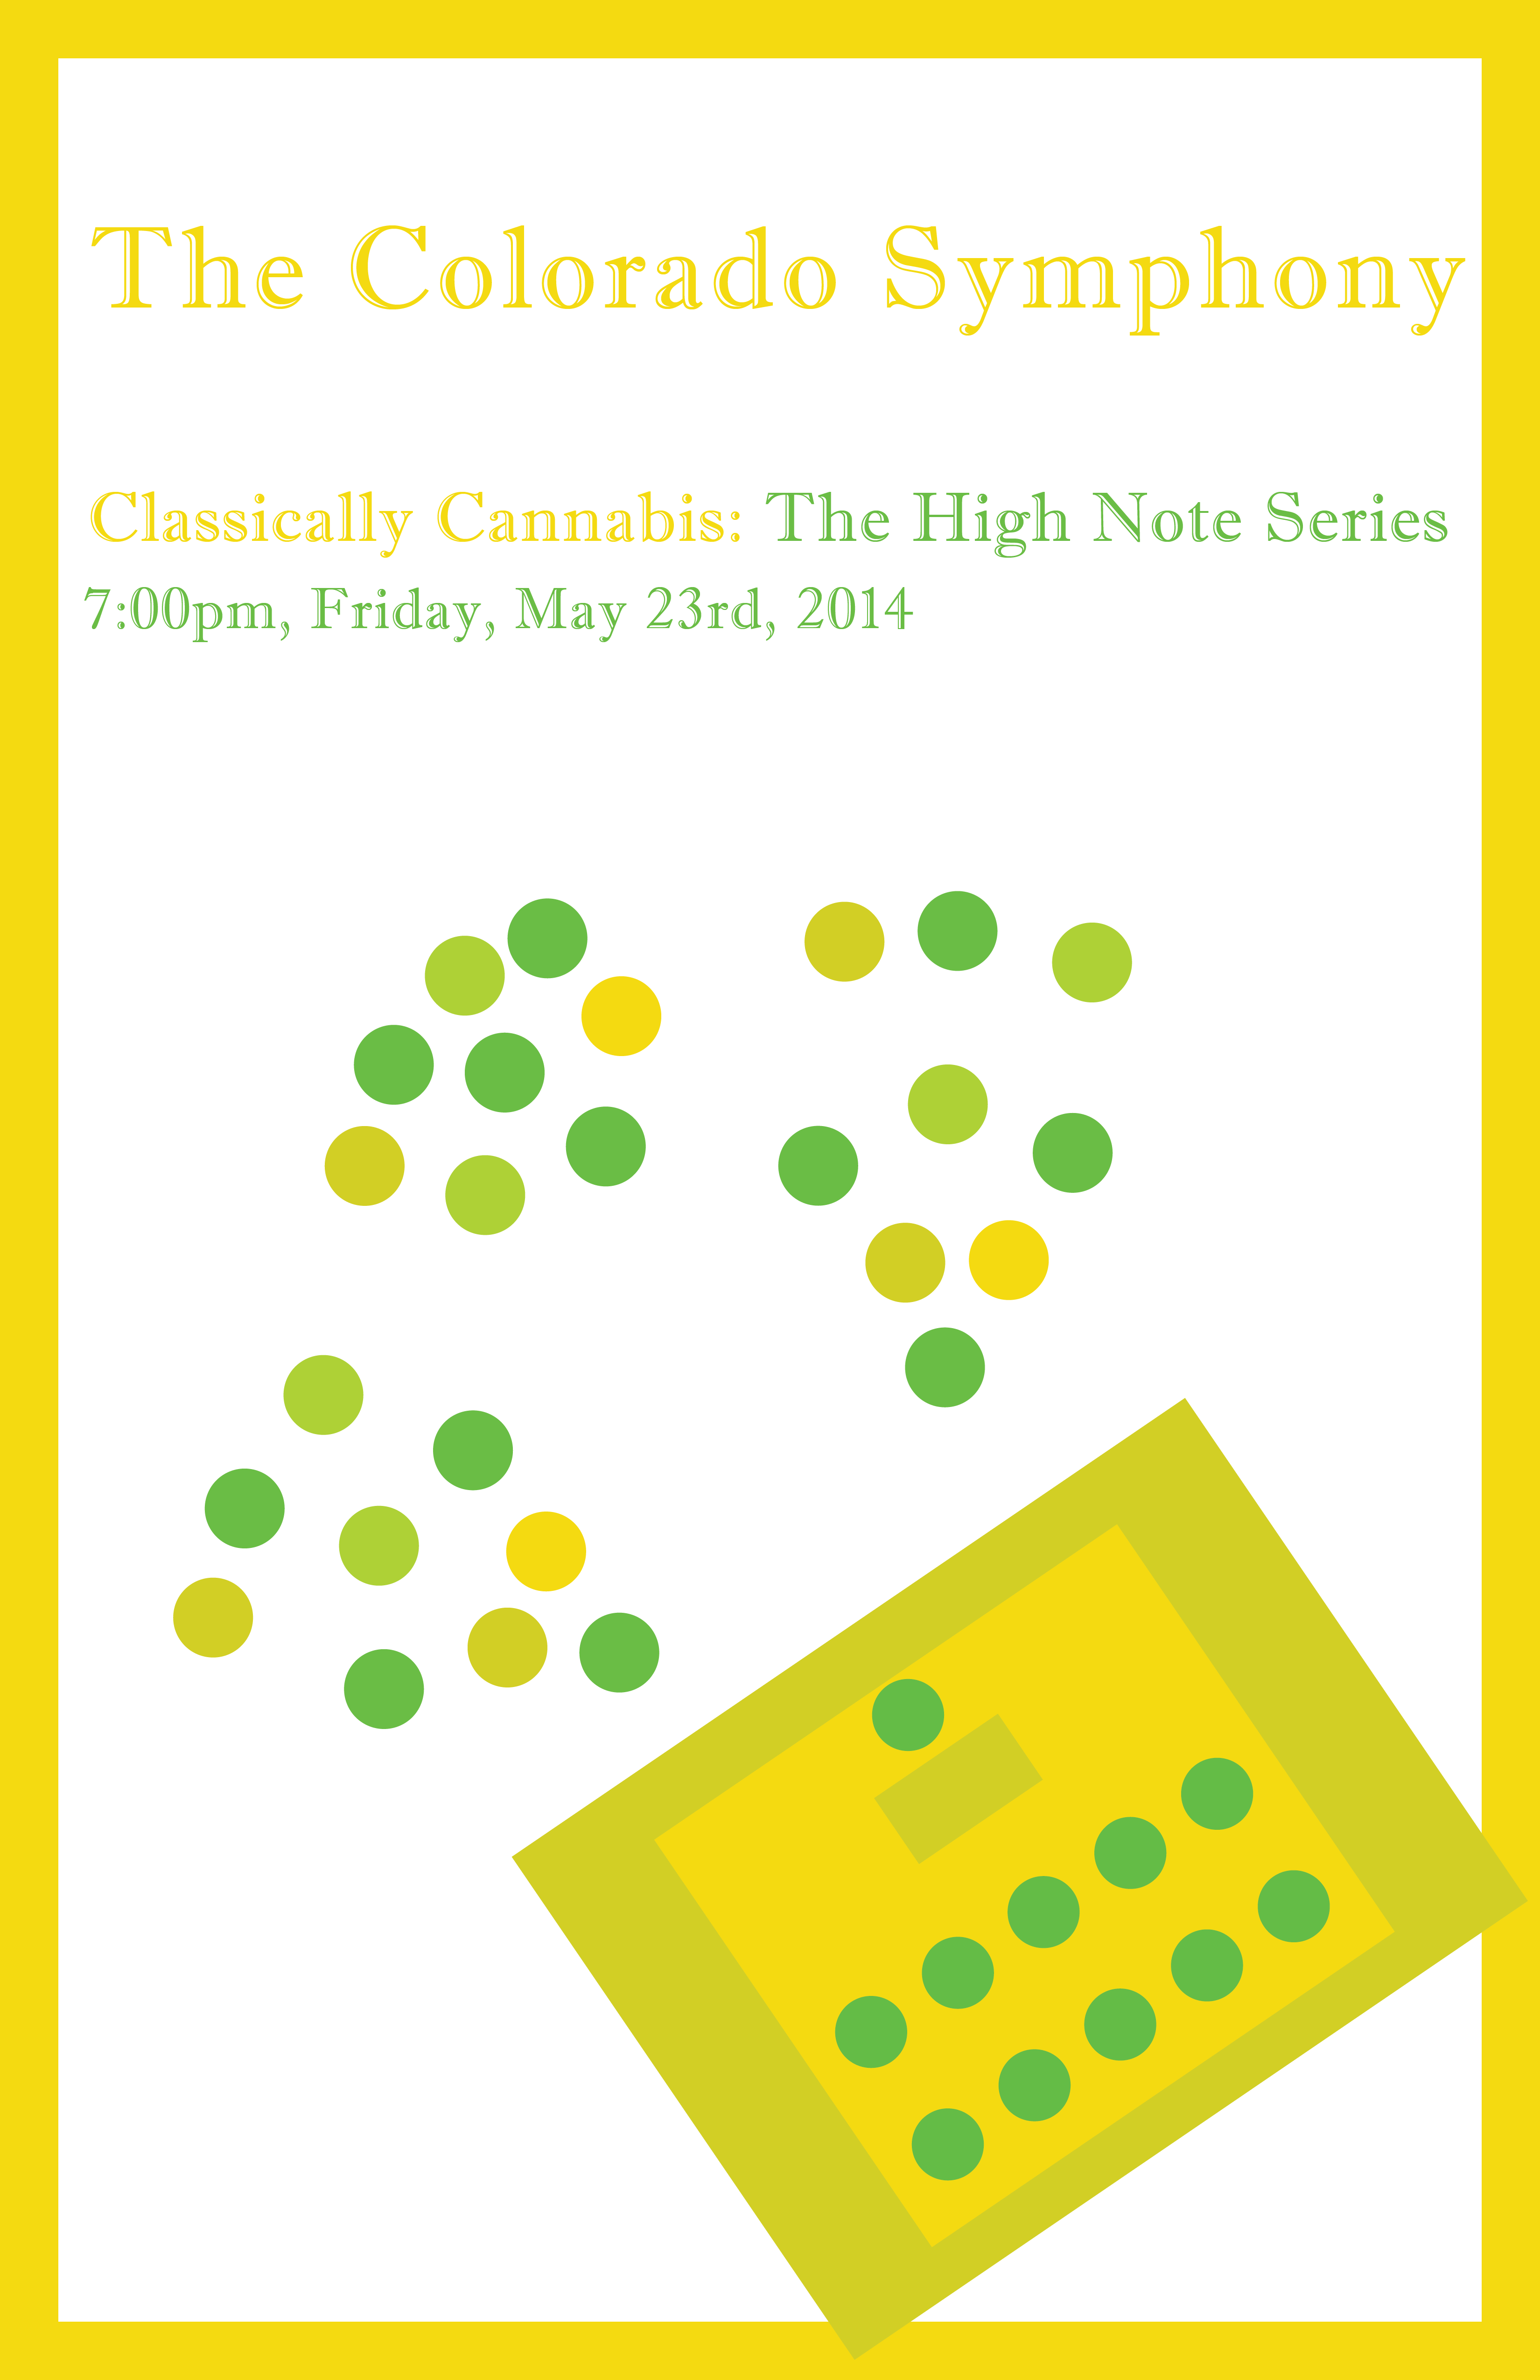 The Colorado Symphony
Classically Cannabis: The High Note Series
7:00pm, Friday, May 23rd, 2014